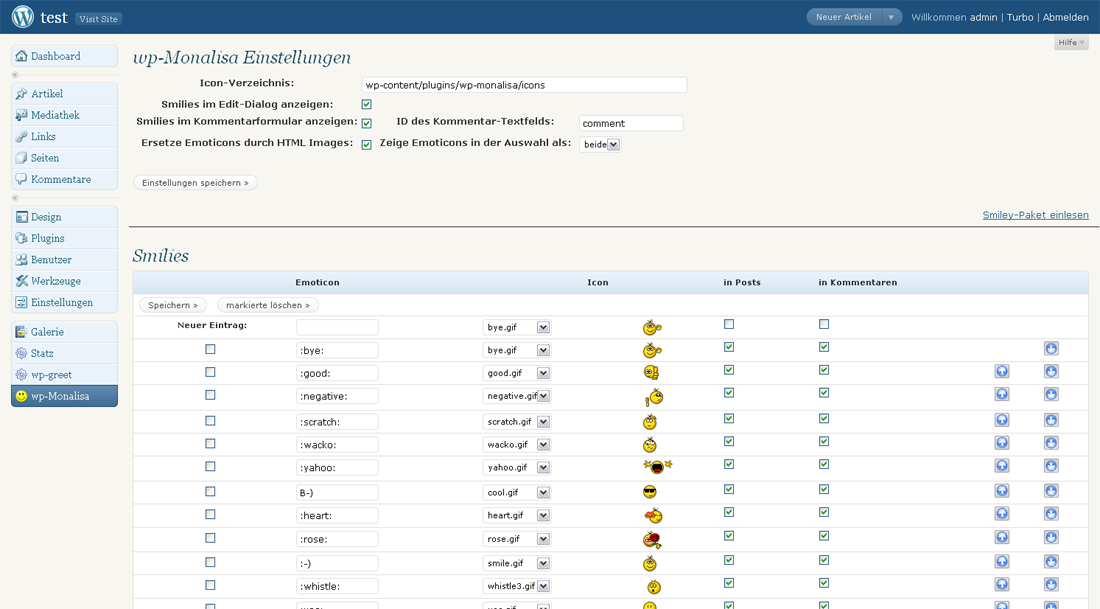 test Visit Site Neuer Artikel Willkommen admin | Turbo | Abmelden
Hilfe
Dashboard
Artikel
Mediathek
Links
Seiten
Kommentare
Design
Plugins
Benutzer
Werkzeuge
Einstellungen
Galerie
Statz
wp-greet
wp-Monalisa
wp-Monalisa Einstellungen
Icon-Verzeichnis: wp-content/plugins/wp-monalisa/icons
Smilies im Edit-Dialog anzeigen:
Smilies im Kommentarformular anzeigen: ID des Kommentar-Textfelds: comment
Ersetze Emoticons durch HTML Images: Zeige Emoticons in der Auswahl als: beide
Einstellungen speichern »
Smiley-Paket einlesen
Smilies
Emoticon Icon in Posts in Kommentaren
Speichern » markierte löschen »
Neuer Eintrag: bye.gif
:bye: bye.gif
:good: good.gif
:negative: negative.gif
:scratch: scratch.gif
:wacko: wacko.gif
:yahoo: yahoo.gif
B-) cool.gif
:heart: heart.gif
:rose: rose.gif
:-) smile.gif
:whistle: whistle3.gif